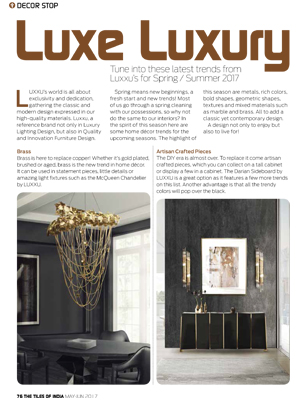 DECOR STOP
Luxe Luxury
Tune into these latest trends from
Luxxu's for Spring / Summer 2017
LUXXU's world is all about
exclusivity and dedication,
gathering the classic and
modern design expressed in our
high-quality materials. Luxxu, a
reference brand not only in Luxury
Lighting Design, but also in Quality
and Innovation Furniture Design.
Spring means new beginnings, a
fresh start and new trends! Most
of us go through a spring cleaning
with our possessions, so why not
do the same to our interiors? In
the spirit of this season here are
some home decor trends for the
upcoming seasons. The highlight of
this season are metals, rich colors,
bold shapes, geometric shapes,
textures and mixed materials such
as marble and brass. All to add a
classic yet contemporary design.
A design not only to enjoy but
also to live for!
Brass
Brass is here to replace copper! Whether it's gold plated,
brushed or aged, brass is the new trend in home décor.
It can be used in statement pieces, little details or
amazing light fixtures such as the McQueen Chandelier
by LUXXU.
Artisan Crafted Pieces
The DIY era is almost over. To replace it come artisan
crafted pieces, which you can collect on a tall cabinet
or display a few in a cabinet. The Darian Sideboard by
LUXXU is a great option as it features a few more trends
on this list. Another advantage is that all the trendy
colors will pop over the black.
76 THE TILES OF INDIA MAY/JUN 2017